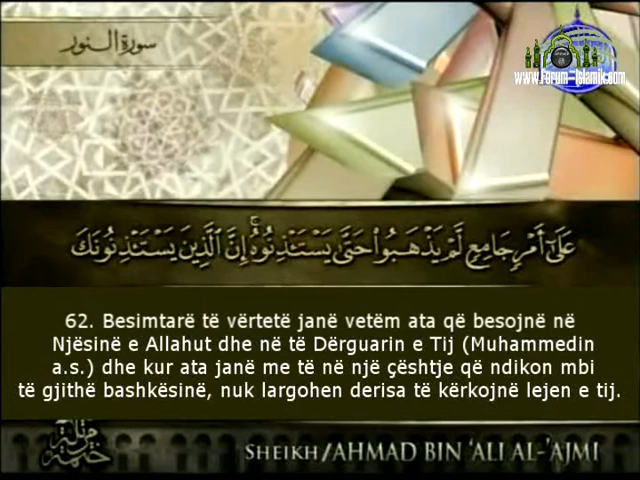 سورة النور
www.Forum-Islamik.com
عَلَىٰٓ أَمْرٍ جَامِعٍ لَّمْ يَذْهَبُوا۟ حَتَّىٰ يَسْتَـْٔذِنُوهُ ۚ إِنَّ ٱلَّذِينَ يَسْتَـْٔذِنُونَكَ
62. Besimtarë të vërtetë janë vetëm ata që besojnë në
Njësinë e Allahut dhe në të Dërguarin e Tij (Muhammedin
a.s.) dhe kur ata janë me të në një çështje që ndikon mbi
të gjithë bashkësinë, nuk largohen derisa të kërkojnë lejen e tij.
SHEIKH/AHMAD BIN 'ALI AL-'AJMI